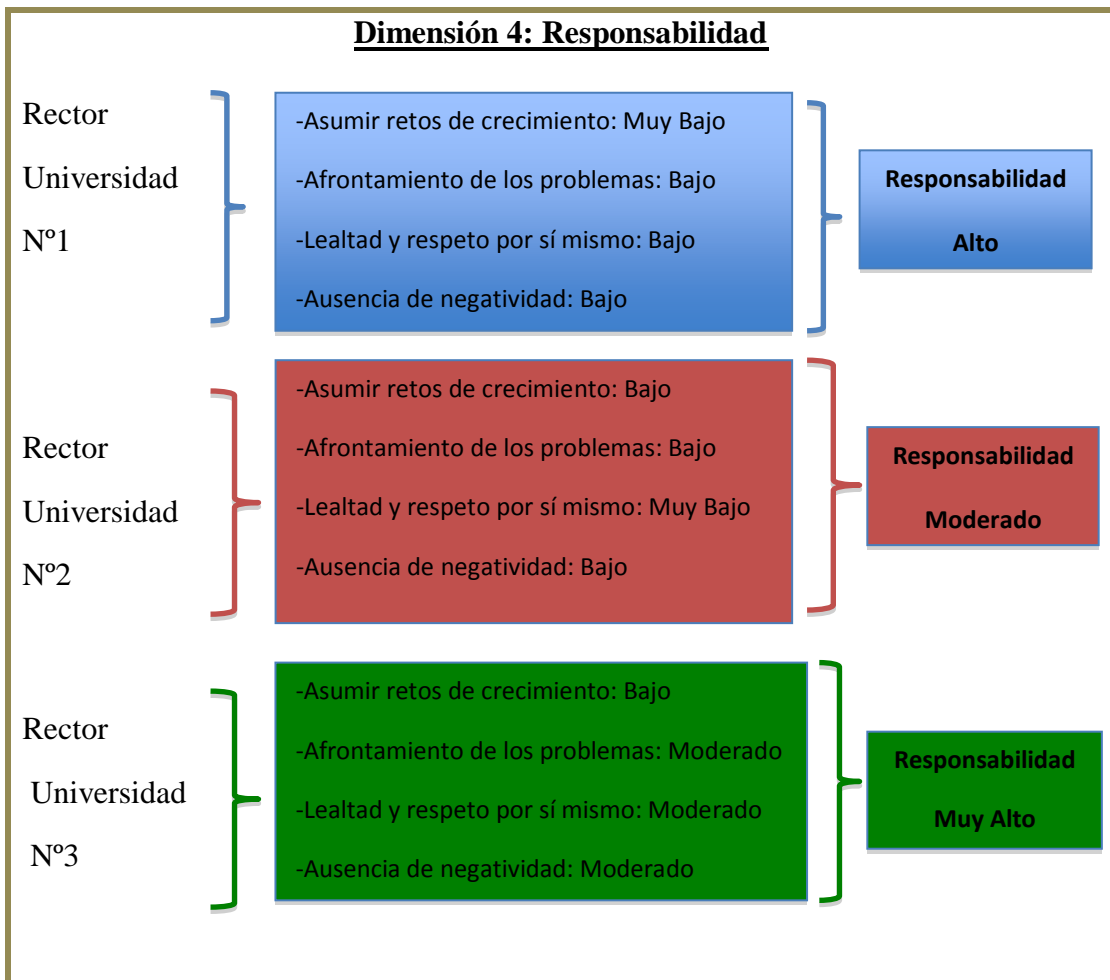 Dimensión 4: Responsabilidad
Rector
Universidad
Nº1
-Asumir retos de crecimiento: Muy Bajo
-Afrontamiento de los problemas: Bajo
-Lealtad y respeto por sí mismo: Bajo
-Ausencia de negatividad: Bajo
Responsabilidad
Alto
Rector
Universidad
Nº2
-Asumir retos de crecimiento: Bajo
-Afrontamiento de los problemas: Bajo
-Lealtad y respeto por sí mismo: Muy Bajo
-Ausencia de negatividad: Bajo
Responsabilidad
Moderado
Rector
Universidad
Nº3
-Asumir retos de crecimiento: Bajo
-Afrontamiento de los problemas: Moderado
-Lealtad y respeto por sí mismo: Moderado
-Ausencia de negatividad: Moderado
Responsabilidad
Muy Alto